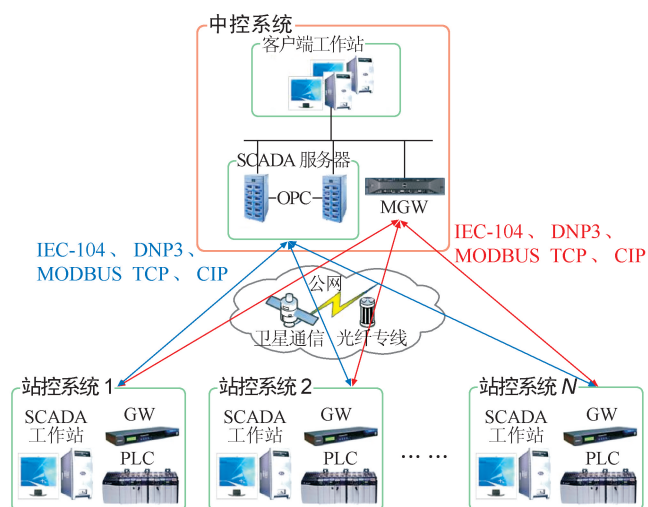 中控系统
客户端工作站
SCADA 服务器
OPC
MGW
IEC-104、 DNP3、
MODBUS TCP、 CIP
IEC-104、 DNP3、
MODBUS TCP、 CIP
公网
卫星通信 光纤专线
站控系统 1
SCADA
工作站
GW
PLC
站控系统 2
SCADA
工作站
GW
PLC
… …
站控系统 N
SCADA
工作站
GW
PLC